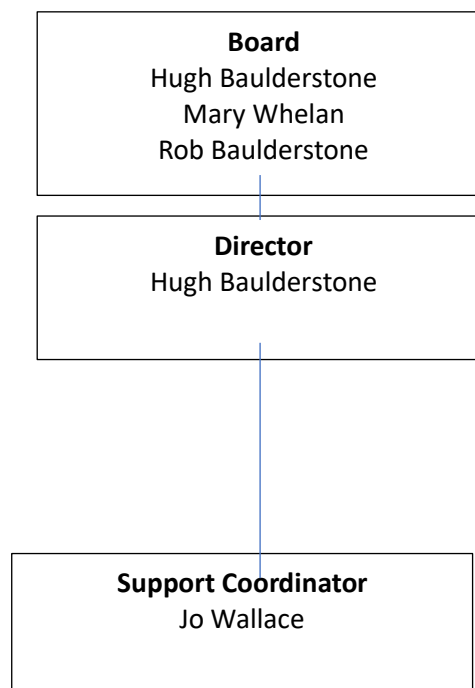 Board
Hugh Baulderstone
Mary Whelan
Rob Baulderstone
Director
Hugh Baulderstone
Support Coordinator
Jo Wallace